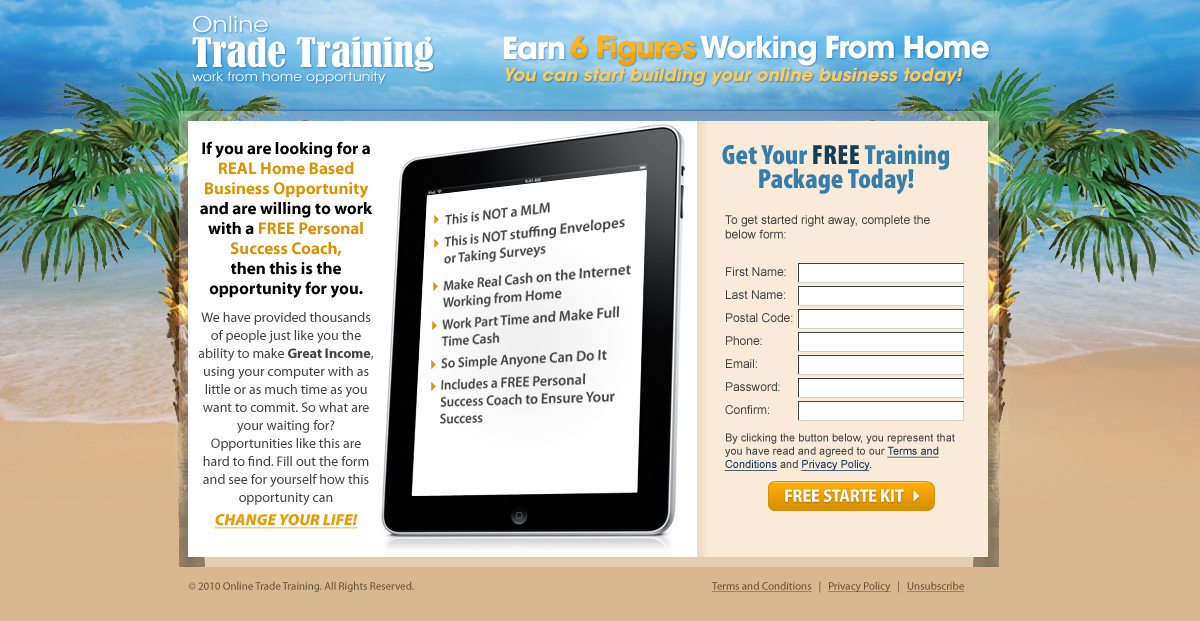 Online
Trade Training
work from home opportunity
Earn 6 Figures Working From Home
You can start building your online business today!
If you are looking for a
REAL Home Based
Business Opportunity
and are willing to work
with a FREE Personal
Success Coach,
then this is the
opportunity for you.
We have provided thousands
of people just like you the
ability to make Great Income,
using your computer with as
little or as much time as you
want to commit. So what are
your waiting for?
Opportunities like this are
hard to find. Fill out the form
and see for yourself how this
opportunity can
CHANGE YOUR LIFE!
iPod
9:41 AM
This is NOT a MLM
This is NOT stuffing Envelopes
or Taking Surveys
Make Real Cash on the Internet
Working from Home
Work Part Time and Make Full
Time Cash
So Simple Anyone Can Do It
Includes a FREE Personal
Success Coach to Ensure Your
Success
Get Your FREE Training
Package Today!
To get started right away, complete the
below form:
First Name:
Last Name:
Postal Code:
Phone:
Email:
Password:
Confirm:
By clicking the button below, you represent that
you have read and agreed to our Terms and
Conditions and Privacy Policy.
FREE STARTE KIT
© 2010 Online Trade Training. All Rights Reserved.
Terms and Conditions | Privacy Policy | Unsubscribe